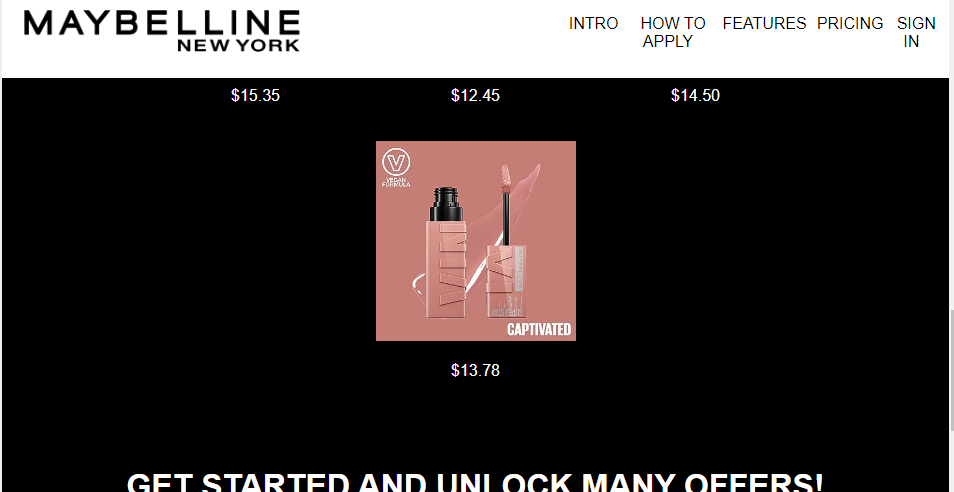 MAYBELLINE
NEW YORK
INTRO
HOW TO
APPLY
FEATURES
PRICING
SIGN
IN
$15.35
$12.45
$14.50
V
VEGAN
FORMULA
VINYL
CAPTIVATED
$13.78
GET STARTED AND UNLOCK MANY OFFERS!